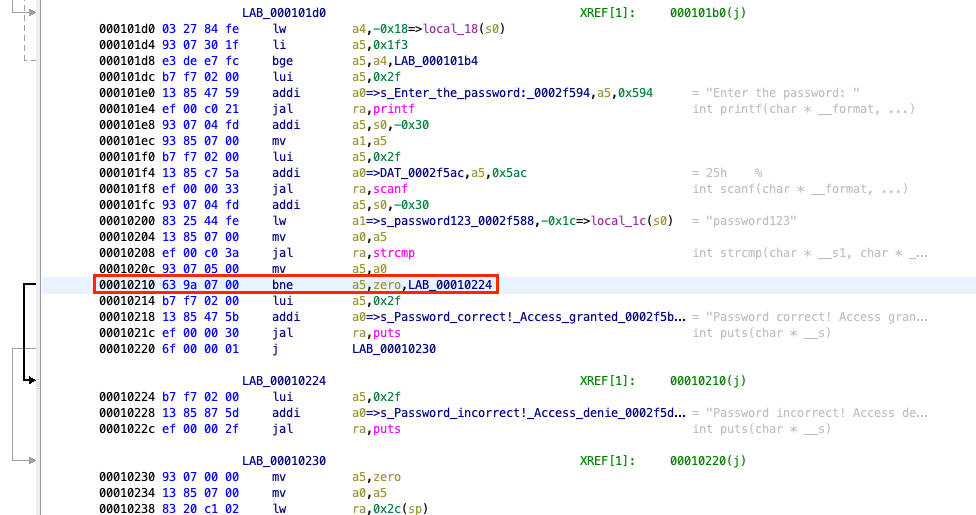 LAB_000101d0 XREF[1]: 000101b0(j)
000101d0 03 27 84 fe lw a4,-0x18=>local_18(s0)
000101d4 93 07 30 1f li a5,0x1f3
000101d8 e3 de e7 fc bge a5,a4,LAB_000101b4
000101dc b7 f7 02 00 lui a5,0x2f
000101e0 13 85 47 59 addi a0=>s_Enter_the_password:_0002f594,a5,0x594 = "Enter the password: "
000101e4 ef 00 c0 21 jal ra,printf int printf(char * __format, ...)
000101e8 93 07 04 fd addi a5,s0,-0x30
000101ec 93 85 07 00 mv a1,a5
000101f0 b7 f7 02 00 lui a5,0x2f
000101f4 13 85 c7 5a addi a0=>DAT_0002f5ac,a5,0x5ac = 25h %
000101f8 ef 00 00 33 jal ra,scanf int scanf(char * __format, ...)
000101fc 93 07 04 fd addi a5,s0,-0x30
00010200 83 25 44 fe lw a1=>s_password123_0002f588,-0x1c=>local_1c(s0) = "password123"
00010204 13 85 07 00 mv a0,a5
00010208 ef 00 c0 3a jal ra,strcmp int strcmp(char * __s1, char * _...
0001020c 93 07 05 00 mv a5,a0
00010210 63 9a 07 00 bne a5,zero,LAB_00010224
00010214 b7 f7 02 00 lui a5,0x2f
00010218 13 85 47 5b addi a0=>s_Password_correct!_Access_granted_0002f5b... = "Password correct! Access gran...
0001021c ef 00 00 30 jal ra,puts int puts(char * __s)
00010220 6f 00 00 01 j LAB_00010230
LAB_00010224 XREF[1]: 00010210(j)
00010224 b7 f7 02 00 lui a5,0x2f
00010228 13 85 87 5d addi a0=>s_Password_incorrect!_Access_denie_0002f5d... = "Password incorrect! Access de...
0001022c ef 00 00 2f jal ra,puts int puts(char * __s)
LAB_00010230 XREF[1]: 00010220(j)
00010230 93 07 00 00 mv a5,zero
00010234 13 85 07 00 mv a0,a5
00010238 83 20 c1 02 lw ra,0x2c(sp)